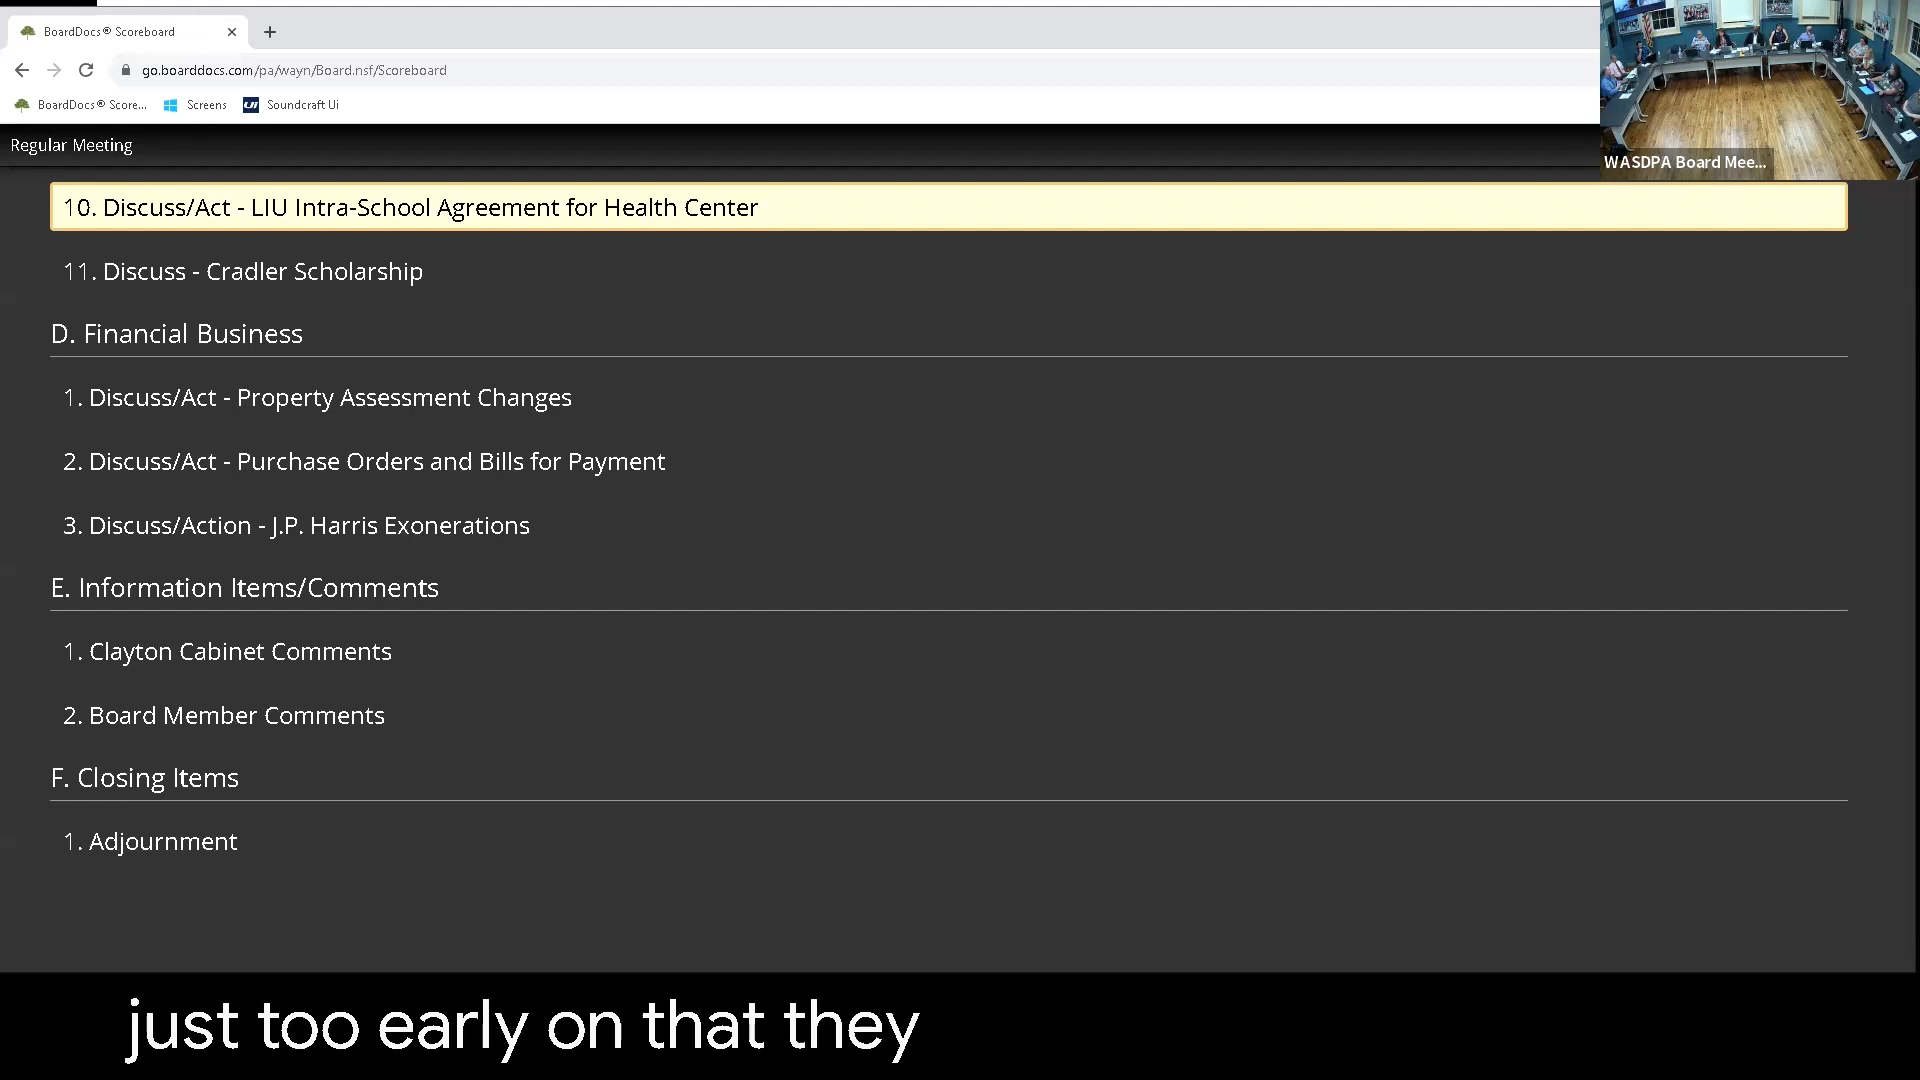 BoardDocs® Scoreboard
go.boarddocs.com/pa/wayn/Board.nsf/Scoreboard
BoardDocs® Score...
Screens
Ui
Soundcraft Ui
Regular Meeting
WASDPA Board Mee...
10. Discuss/Act - LIU Intra-School Agreement for Health Center
11. Discuss - Cradler Scholarship
D. Financial Business
1. Discuss/Act - Property Assessment Changes
2. Discuss/Act - Purchase Orders and Bills for Payment
3. Discuss/Action - J.P. Harris Exonerations
E. Information Items/Comments
1. Clayton Cabinet Comments
2. Board Member Comments
F. Closing Items
1. Adjournment
just too early on that they